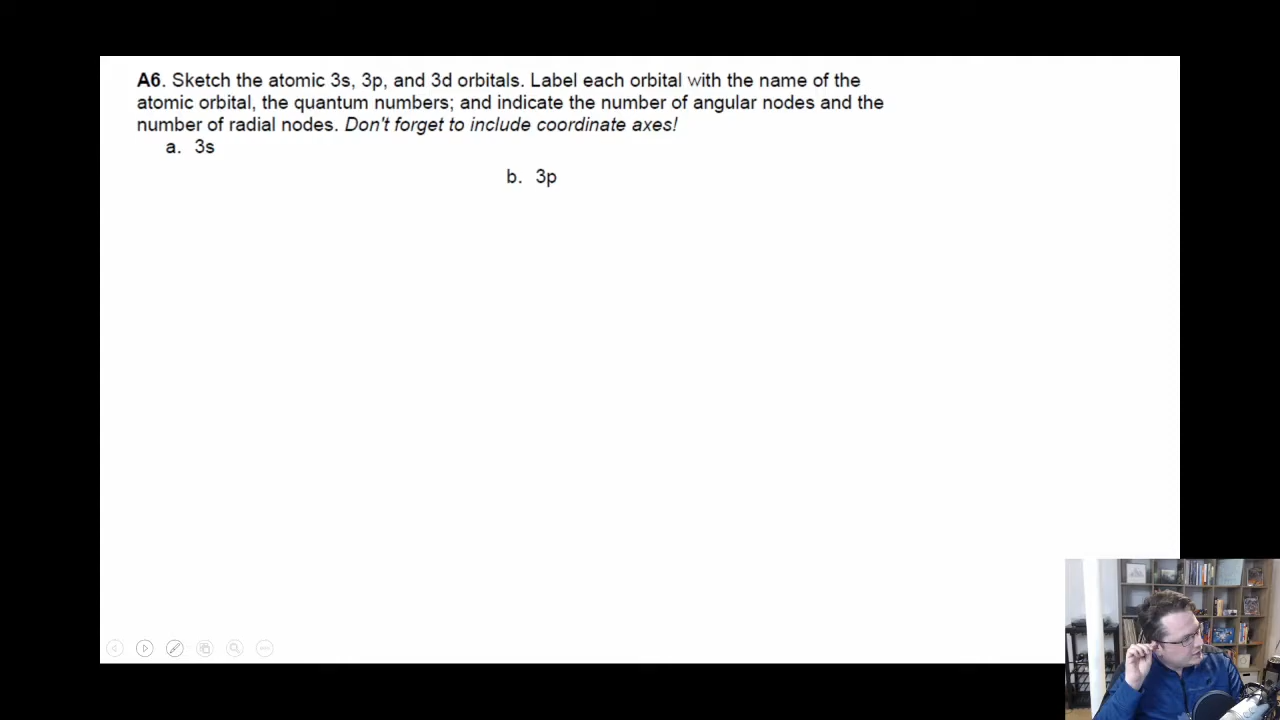 A6. Sketch the atomic 3s, 3p, and 3d orbitals. Label each orbital with the name of the
atomic orbital, the quantum numbers; and indicate the number of angular nodes and the
number of radial nodes. Don't forget to include coordinate axes!
a. 3s
b. 3p